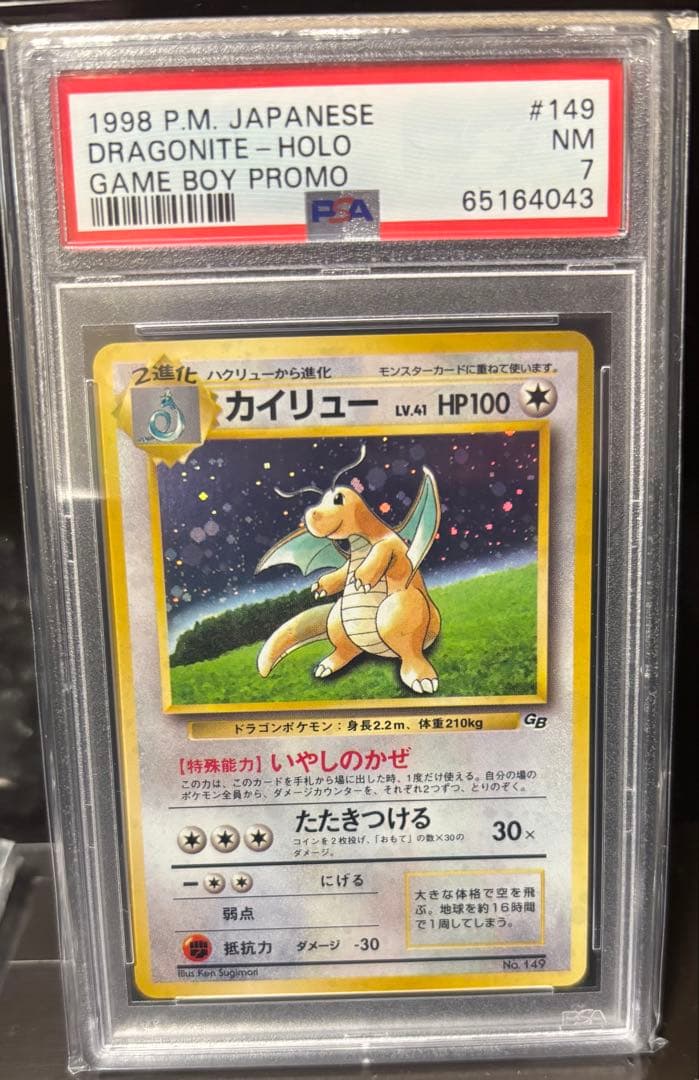 1998 P.M. JAPANESE #149
DRAGONITE-HOLO NM
GAME BOY PROMO 7
PSA 65164043
2進化 ハクリューから進化 モンスターカードに重ねて使います。
カイリュー LV.41 HP100
ドラゴンポケモン：身長2.2m、体重210kg
GB
【特殊能力】いやしのかぜ
この力は、このカードを手札から場に出した時、1度だけ使える。自分の場の
ポケモン全員から、ダメージカウンターを、それぞれ2つずつ、とりのぞく。
たたきつける 30×
コインを2枚投げ、「おもて」の数×30の
ダメージ。
にげる
弱点
抵抗力 ダメージ -30
大きな体格で空を飛
ぶ。地球を約16時間
で1周してしまう。
Illus. Ken Sugimori No. 149
PSA